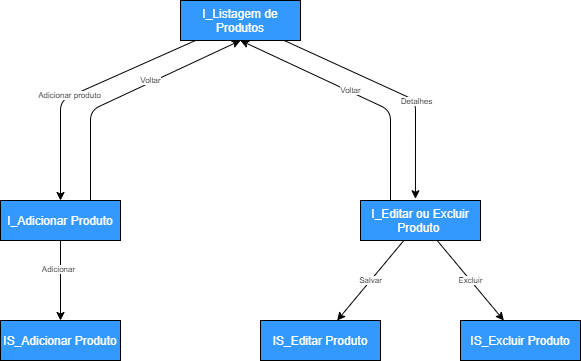 I_Listagem de
Produtos
Voltar
Voltar
Adicionar produto
Detalhes
I_Adicionar Produto
I_Editar ou Excluir
Produto
Adicionar
Salvar
Excluir
IS_Adicionar Produto
IS_Editar Produto
IS_Excluir Produto